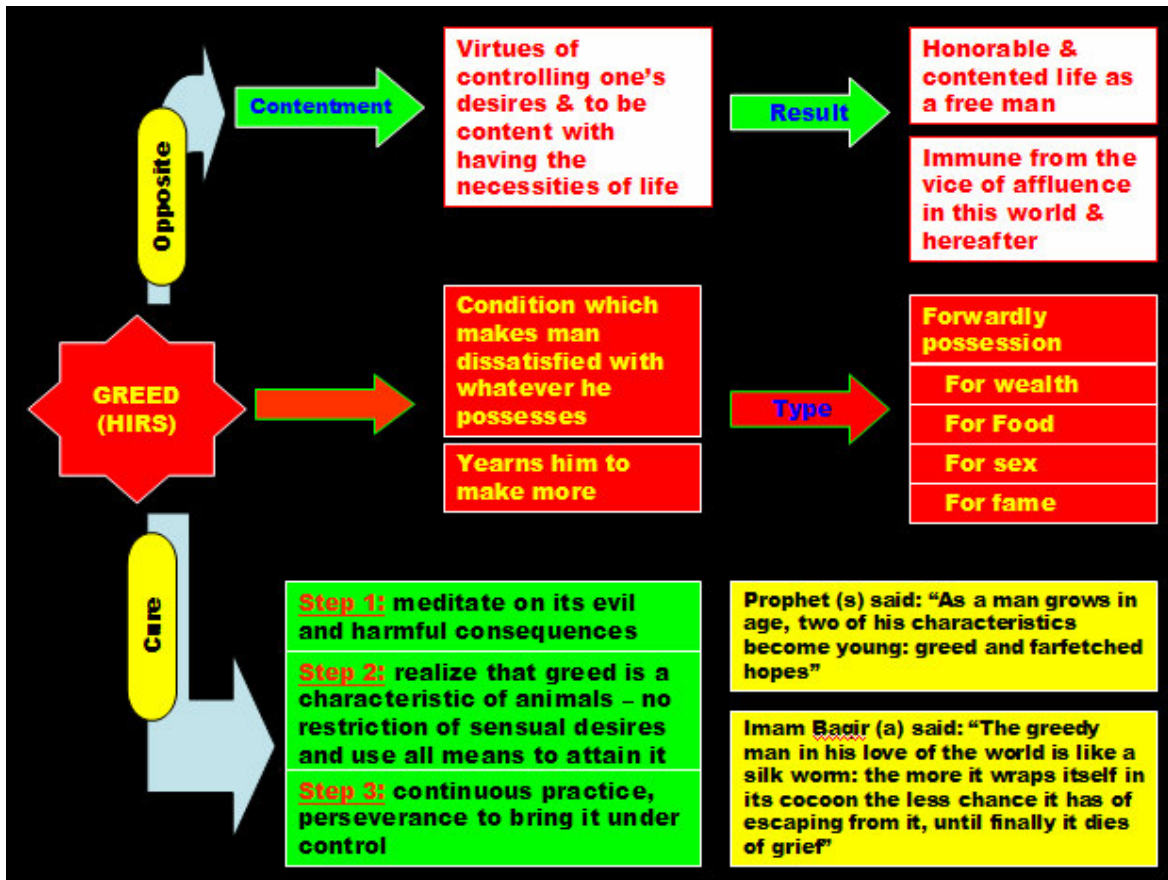 Opposite
Contentment
Virtues of
controlling one's
desires & to be
content with
having the
necessities of life
Result
Honorable &
contented life as
a free man
Immune from the
vice of affluence
in this world &
hereafter
GREED
(HIRS)
Condition which
makes man
dissatisfied with
whatever he
possesses
Yearns him to
make more
Type
Forwardly
possession
For wealth
For Food
For sex
For fame
Cure
Step 1: meditate on its evil
and harmful consequences
Step 2: realize that greed is a
characteristic of animals – no
restriction of sensual desires
and use all means to attain it
Step 3: continuous practice,
perseverance to bring it under
control
Prophet (s) said: “As a man grows in
age, two of his characteristics
become young: greed and farfetched
hopes”
Imam Baqir (a) said: “The greedy
man in his love of the world is like a
silk worm: the more it wraps itself in
its cocoon the less chance it has of
escaping from it, until finally it dies
of grief”